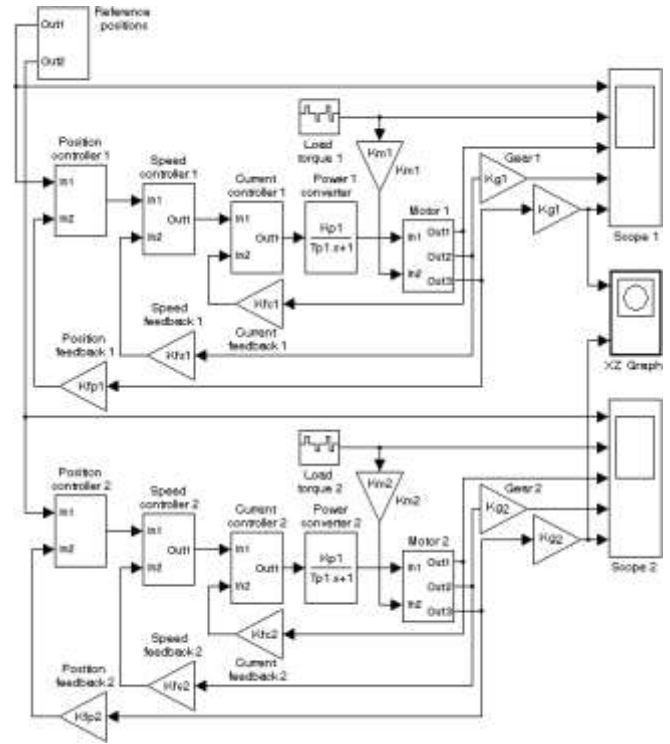 Reference
positions
Out1
Out2
Position
controller 1
In1
In2
Speed
controller 1
In1
Out1
In2
Current
controller 1
In1
Out1
In2
Load
torque 1
Power 1
converter
Kp1
Tp1.s+1
Km1
Km1
Motor 1
In1
In2
Out1
Out2
Out3
Gear1
Kg1
Kg1
Scope 1
Kfc1
Current
feedback 1
Speed
feedback 1
Kfs1
Position
feedback 1
Kfp1
XZ Graph
Position
controller 2
In1
In2
Speed
controller 2
In1
Out1
In2
Current
controller 2
In1
Out1
In2
Load
torque 2
Power
converter 2
Kp1
Tp1.s+1
Km2
Km2
Motor 2
In1
In2
Out1
Out2
Out3
Gear2
Kg2
Kg2
Scope 2
Kfc2
Current
feedback 2
Speed
feedback 2
Kfs2
Position
feedback 2
Kfp2